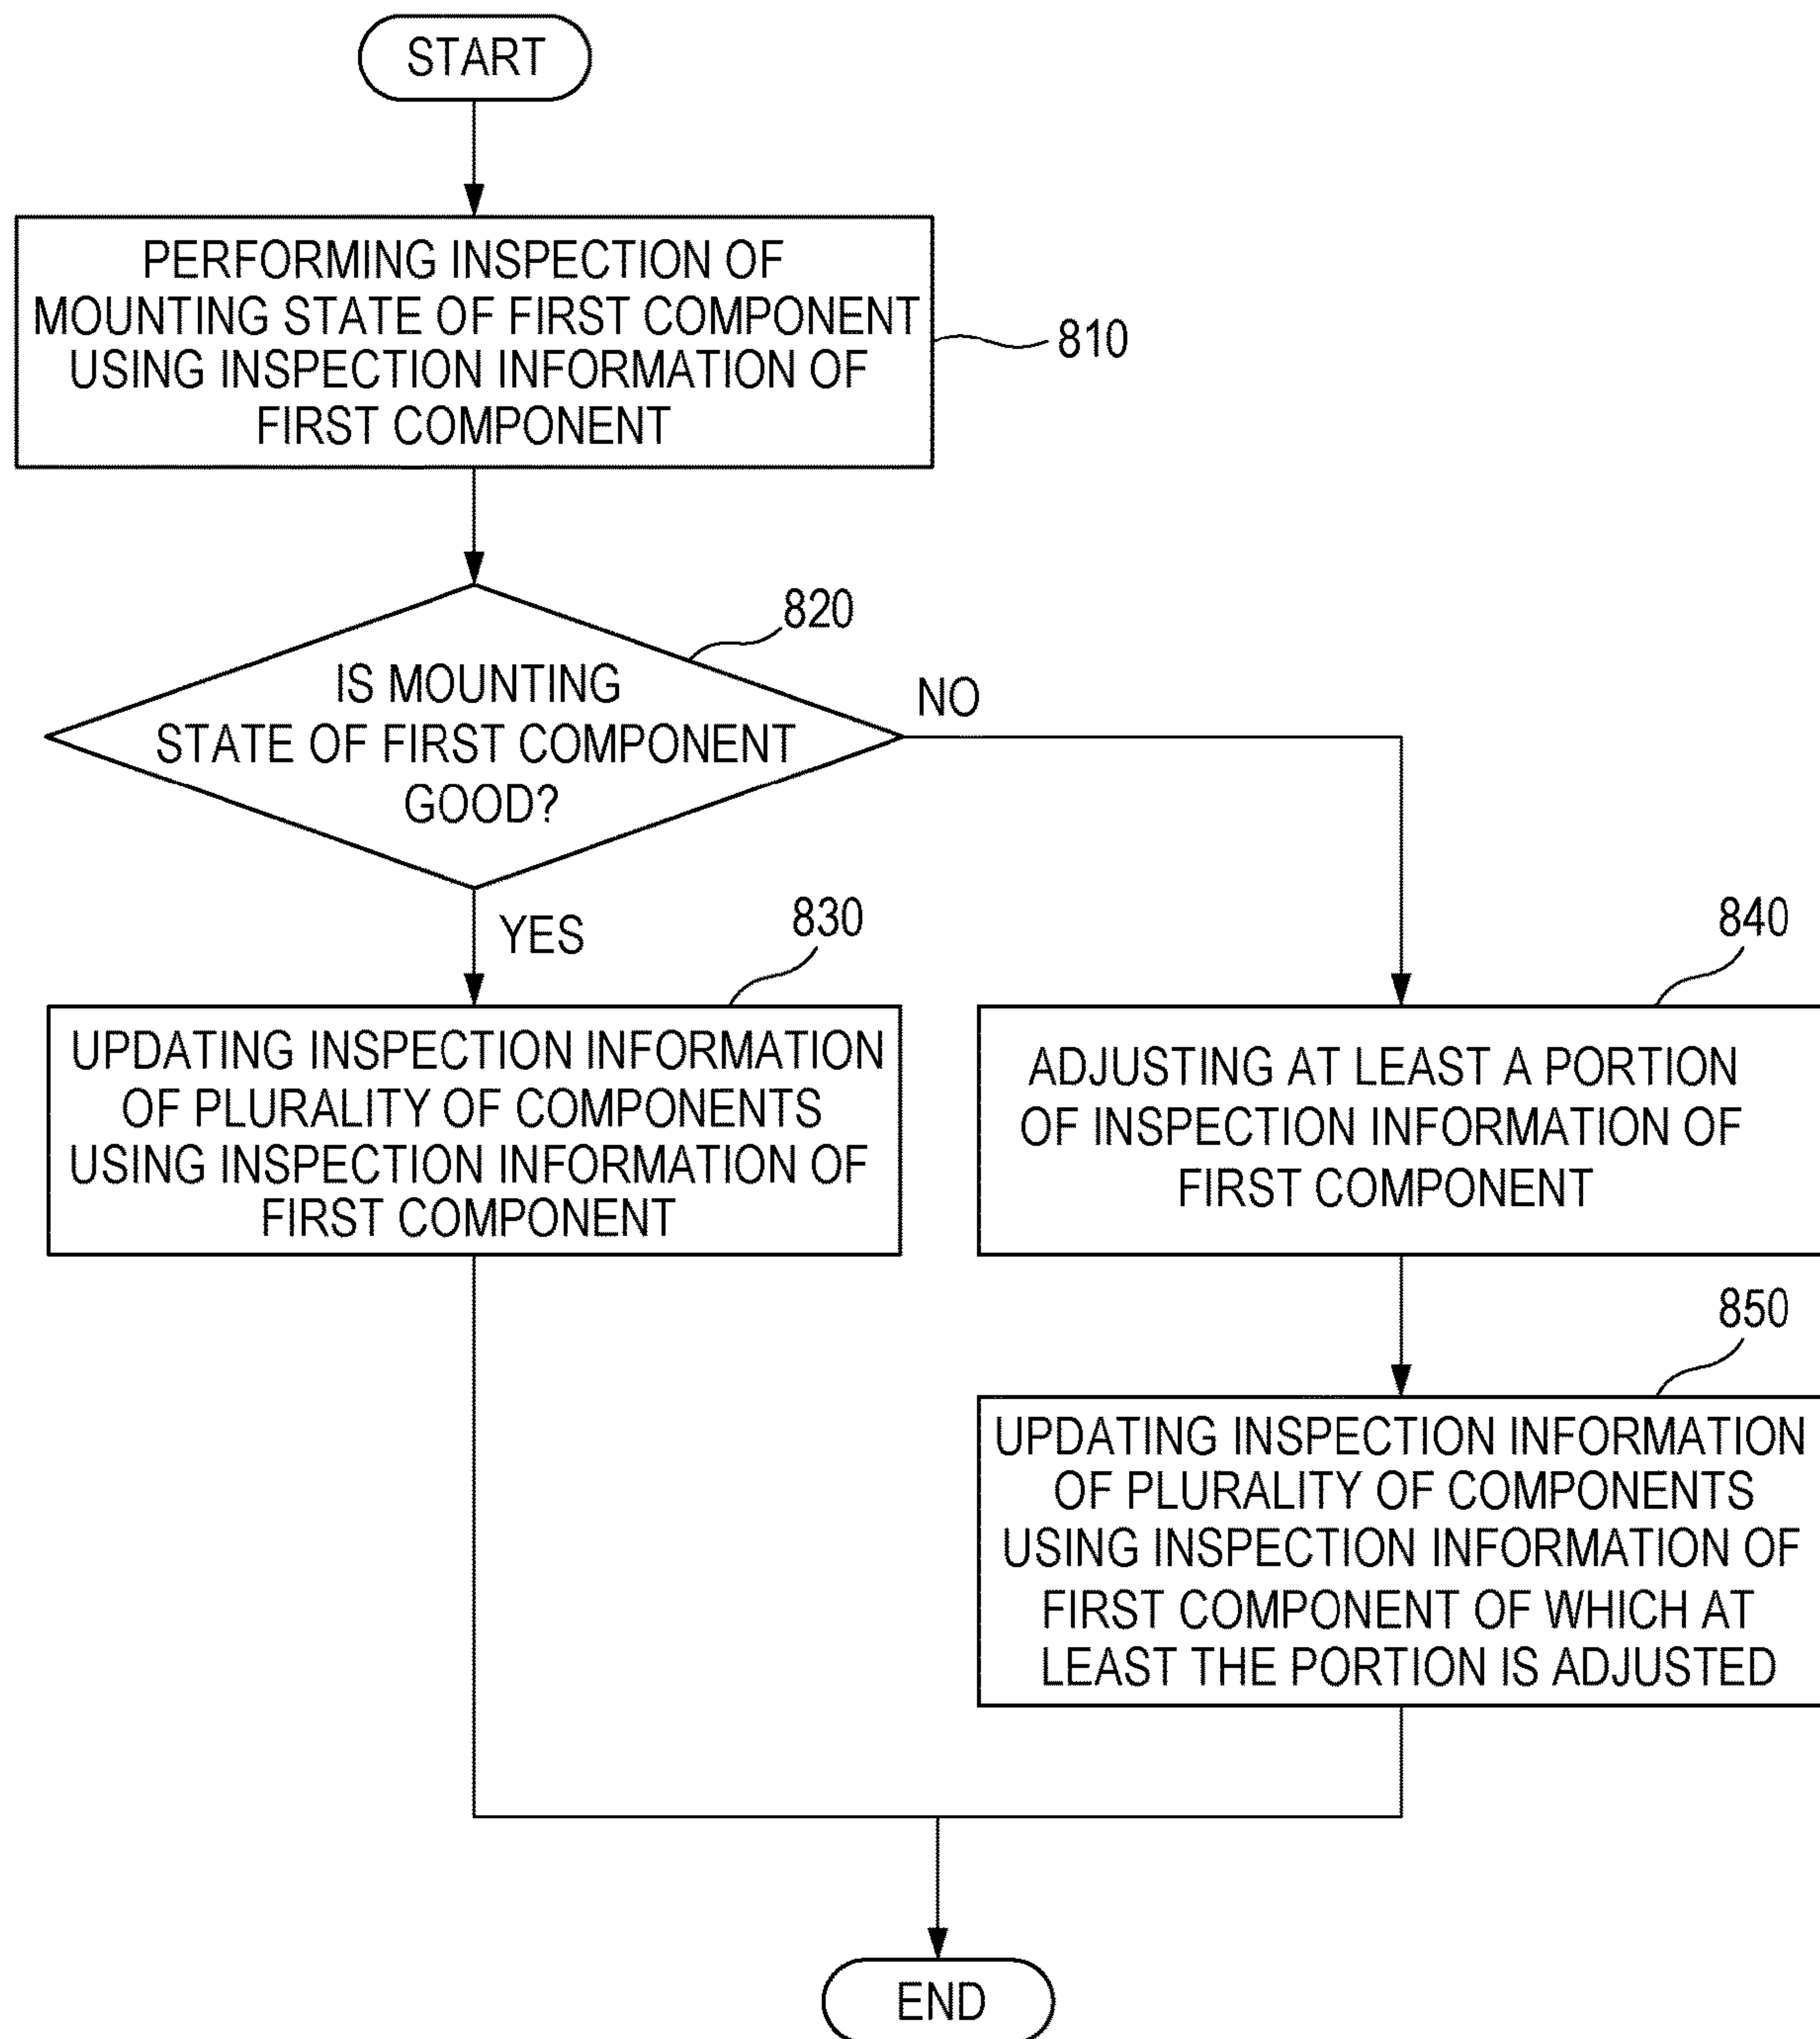 START
PERFORMING INSPECTION OF
MOUNTING STATE OF FIRST COMPONENT
USING INSPECTION INFORMATION OF
FIRST COMPONENT
810
820
IS MOUNTING
STATE OF FIRST COMPONENT
GOOD?
NO
YES
830
UPDATING INSPECTION INFORMATION
OF PLURALITY OF COMPONENTS
USING INSPECTION INFORMATION OF
FIRST COMPONENT
840
ADJUSTING AT LEAST A PORTION
OF INSPECTION INFORMATION OF
FIRST COMPONENT
850
UPDATING INSPECTION INFORMATION
OF PLURALITY OF COMPONENTS
USING INSPECTION INFORMATION OF
FIRST COMPONENT OF WHICH AT
LEAST THE PORTION IS ADJUSTED
END